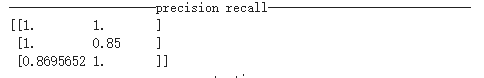 precision recall
[[1.        1.       ]
[1.        0.85     ]
[0.8695652 1.       ]]